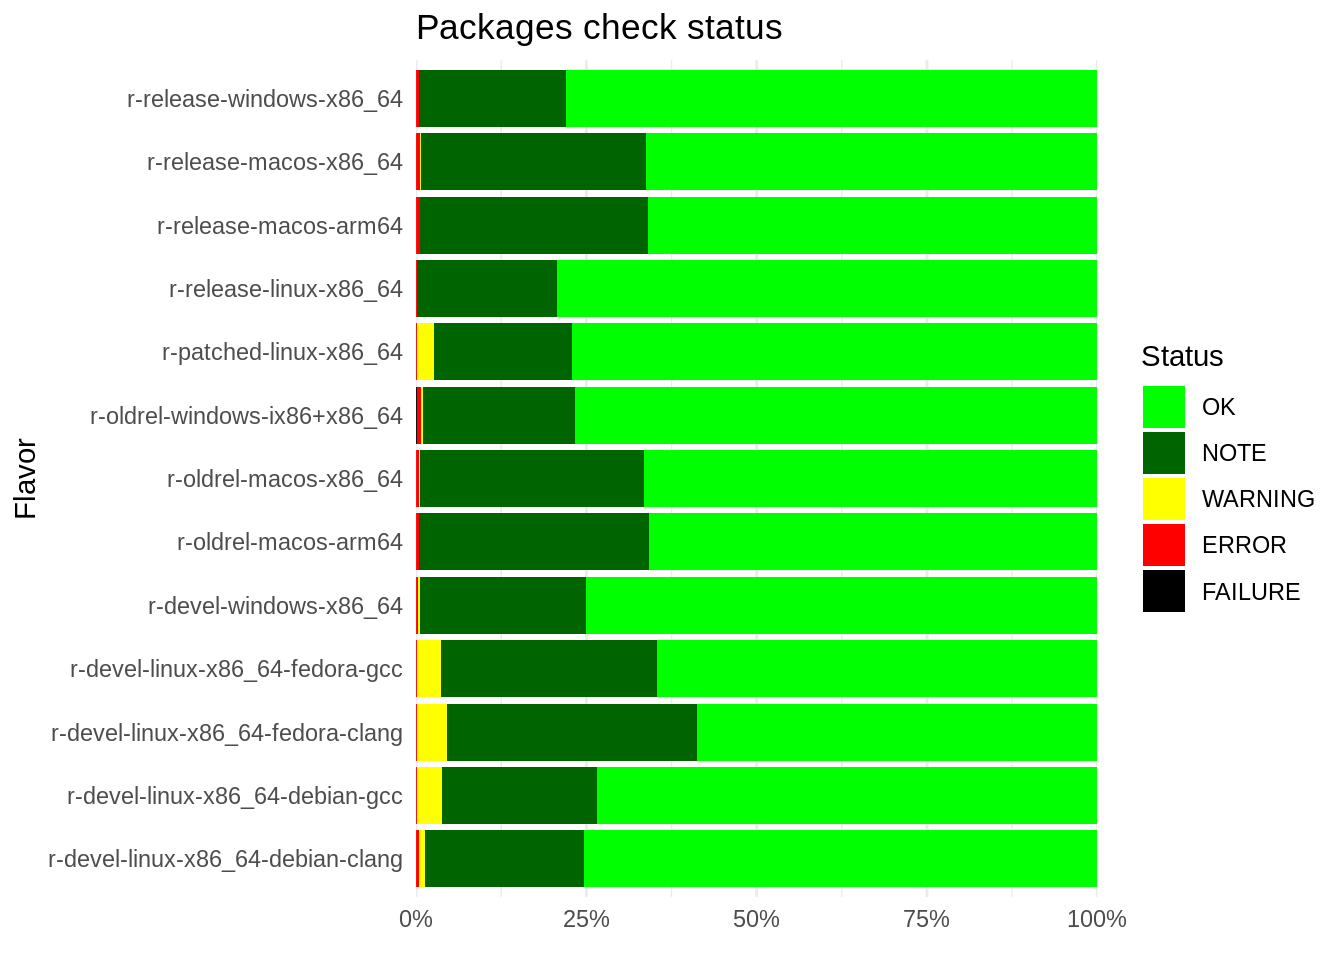 Packages check status
r-release-windows-x86_64
r-release-macos-x86_64
r-release-macos-arm64
r-release-linux-x86_64
r-patched-linux-x86_64
r-oldrel-windows-ix86+x86_64
r-oldrel-macos-x86_64
r-oldrel-macos-arm64
r-devel-windows-x86_64
r-devel-linux-x86_64-fedora-gcc
r-devel-linux-x86_64-fedora-clang
r-devel-linux-x86_64-debian-gcc
r-devel-linux-x86_64-debian-clang
Flavor
0% 25% 50% 75% 100%
Status
OK
NOTE
WARNING
ERROR
FAILURE